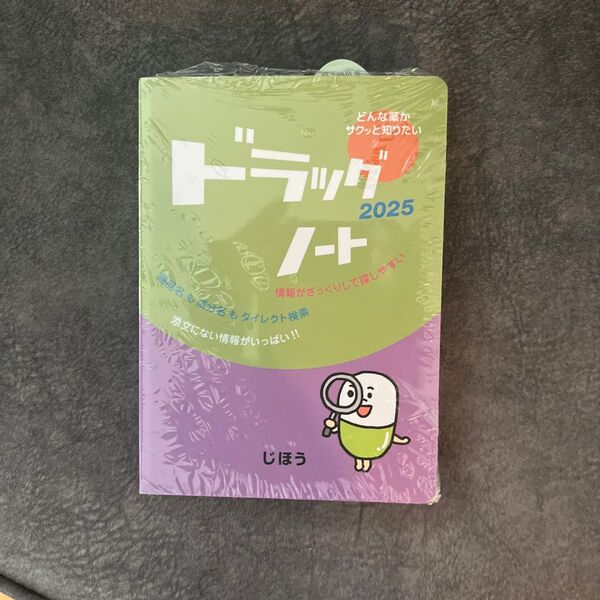 どんな薬か
サクッと知りたい
ドラッグ
2025
ノート
情報がざっくりして探しやすい
商品名も成分名もダイレクト検索
添文にない情報がいっぱい!!
じほう